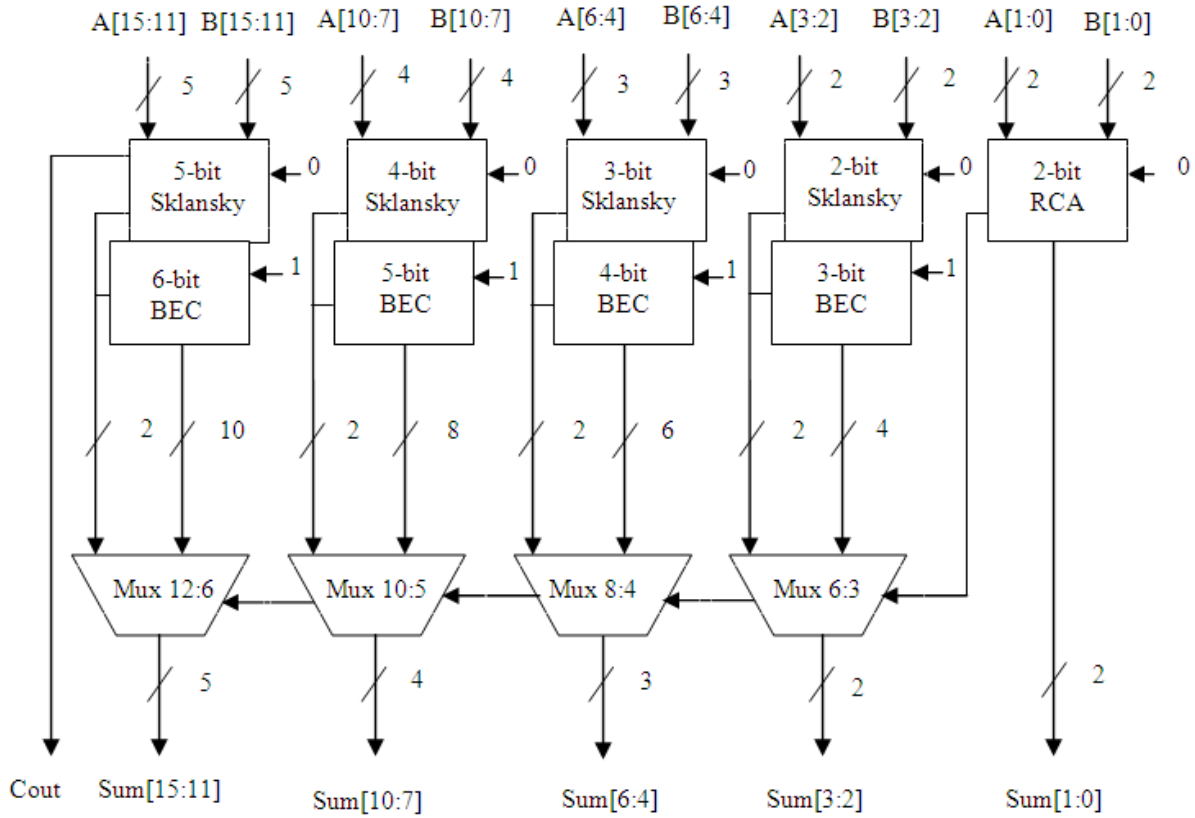 A[15:11] B[15:11] A[10:7] B[10:7] A[6:4] B[6:4] A[3:2] B[3:2] A[1:0] B[1:0]
5 5 4 4 3 3 2 2 2 2
5-bit
Sklansky
0
4-bit
Sklansky
0
3-bit
Sklansky
0
2-bit
Sklansky
0
2-bit
RCA
0
6-bit
BEC
1
5-bit
BEC
1
4-bit
BEC
1
3-bit
BEC
1
2 10 2 8 2 6 2 4
Mux 12:6 Mux 10:5 Mux 8:4 Mux 6:3
5 4 3 2 2
Cout Sum[15:11] Sum[10:7] Sum[6:4] Sum[3:2] Sum[1:0]